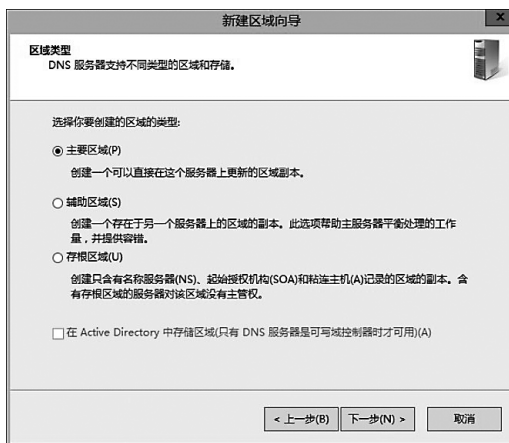 新建区域向导
x
区域类型
DNS 服务器支持不同类型的区域和存储。
选择你要创建的区域的类型:
主要区域(P)
创建一个可以直接在这个服务器上更新的区域副本。
辅助区域(S)
创建一个存在于另一个服务器上的区域的副本。此选项帮助主服务器平衡处理的工作
量，并提供容错。
存根区域(U)
创建只含有名称服务器(NS)、起始授权机构(SOA)和粘连主机(A)记录的区域的副本。含
有存根区域的服务器对该区域没有主管权。
在 Active Directory 中存储区域(只有 DNS 服务器是可写域控制器时才可用)(A)
< 上一步(B) 下一步(N) > 取消